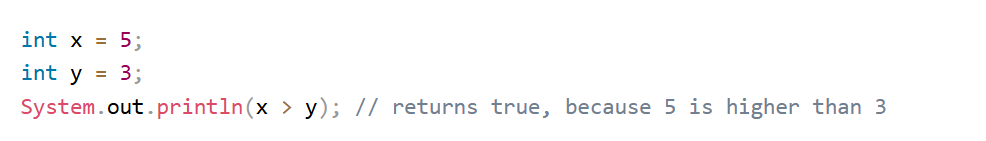 int x = 5;
int y = 3;
System.out.println(x > y); // returns true, because 5 is higher than 3